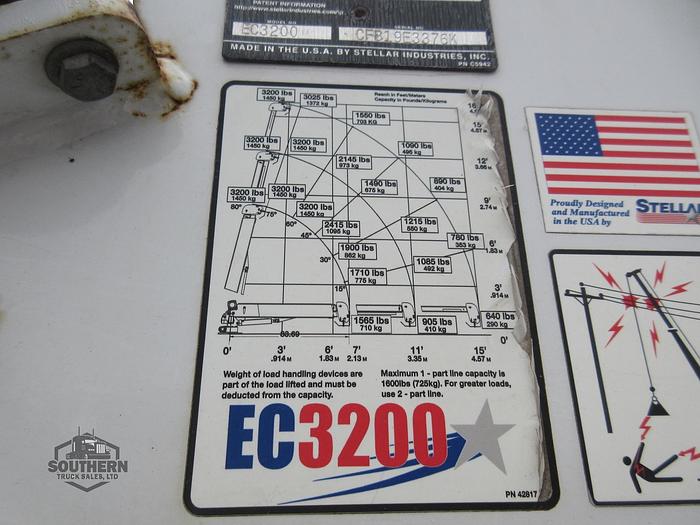 PATENT INFORMATION
http://www.stellarindustries.com/ip
MODEL NO
SERIAL NO
EC3200
CFB19F3376K
MADE IN THE U.S.A. BY STELLAR INDUSTRIES, INC.
PN C5942
Reach in Feet/Meters
Capacity in Pounds/Kilograms
3200 lbs
1450 kg
3025 lbs
1372 kg
1550 lbs
703 KG
16'
15'
4.57 M
3200 lbs
1450 kg
3200 lbs
1450 kg
2145 lbs
973 kg
1090 lbs
495 kg
12'
3.66 M
3200 lbs
1450 kg
3200 lbs
1450 kg
1490 lbs
675 kg
890 lbs
404 kg
9'
2.74 M
80°
75°
60°
45°
30°
15°
3200 lbs
1450 kg
2415 lbs
1095 kg
1215 lbs
550 kg
1900 lbs
862 kg
780 lbs
353 kg
6'
1.83 M
1710 lbs
775 kg
1085 lbs
492 kg
3'
.914 M
1565 lbs
710 kg
905 lbs
410 kg
640 lbs
290 kg
0'
0'
3'
6'
7'
11'
15'
.914 M
1.83 M
2.13 M
3.35 M
4.57 M
Weight of load handling devices are
part of the load lifted and must be
deducted from the capacity.
Maximum 1 - part line capacity is
1600lbs (725kg). For greater loads,
use 2 - part line.
EC3200
PN 42817
Proudly Designed
and Manufactured
in the USA by
STELLAR
SOUTHERN
TRUCK SALES, LTD